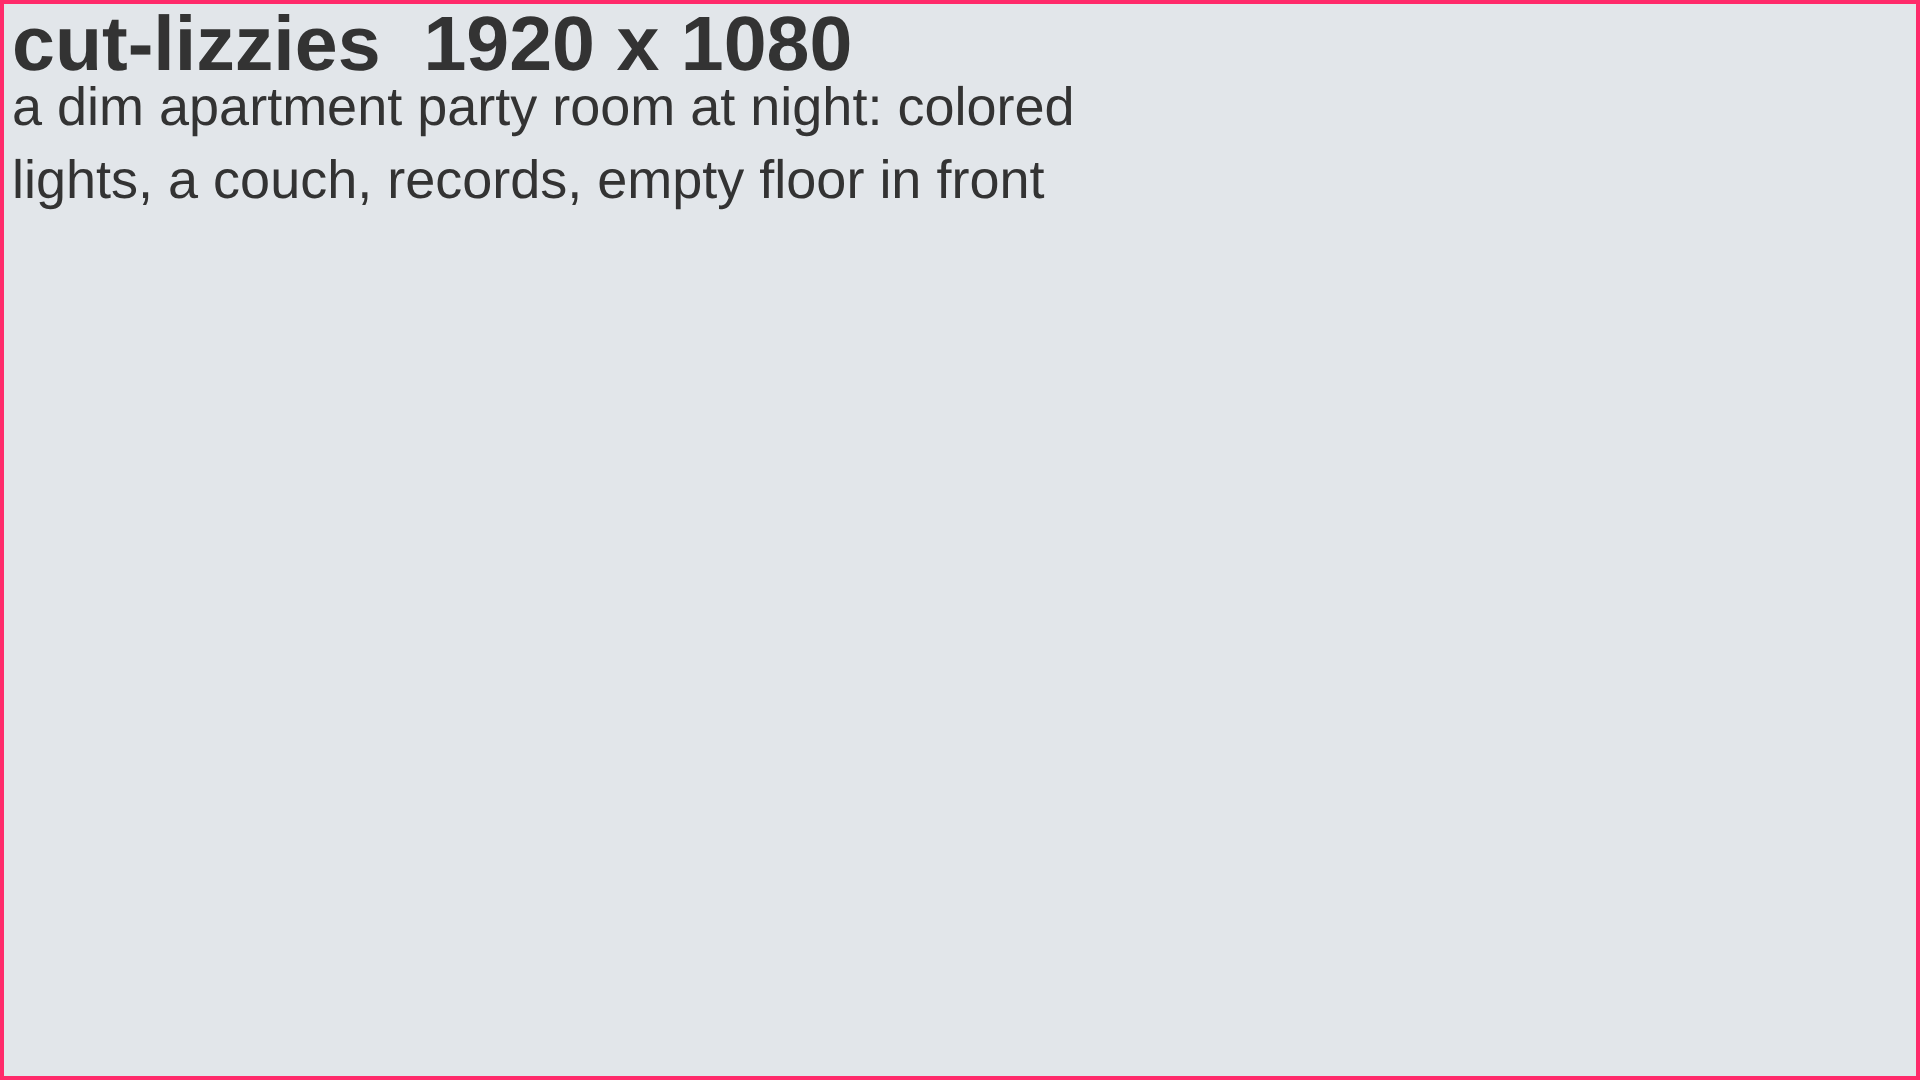 cut-lizzies  1920 x 1080
a dim apartment party room at night: colored
lights, a couch, records, empty floor in front